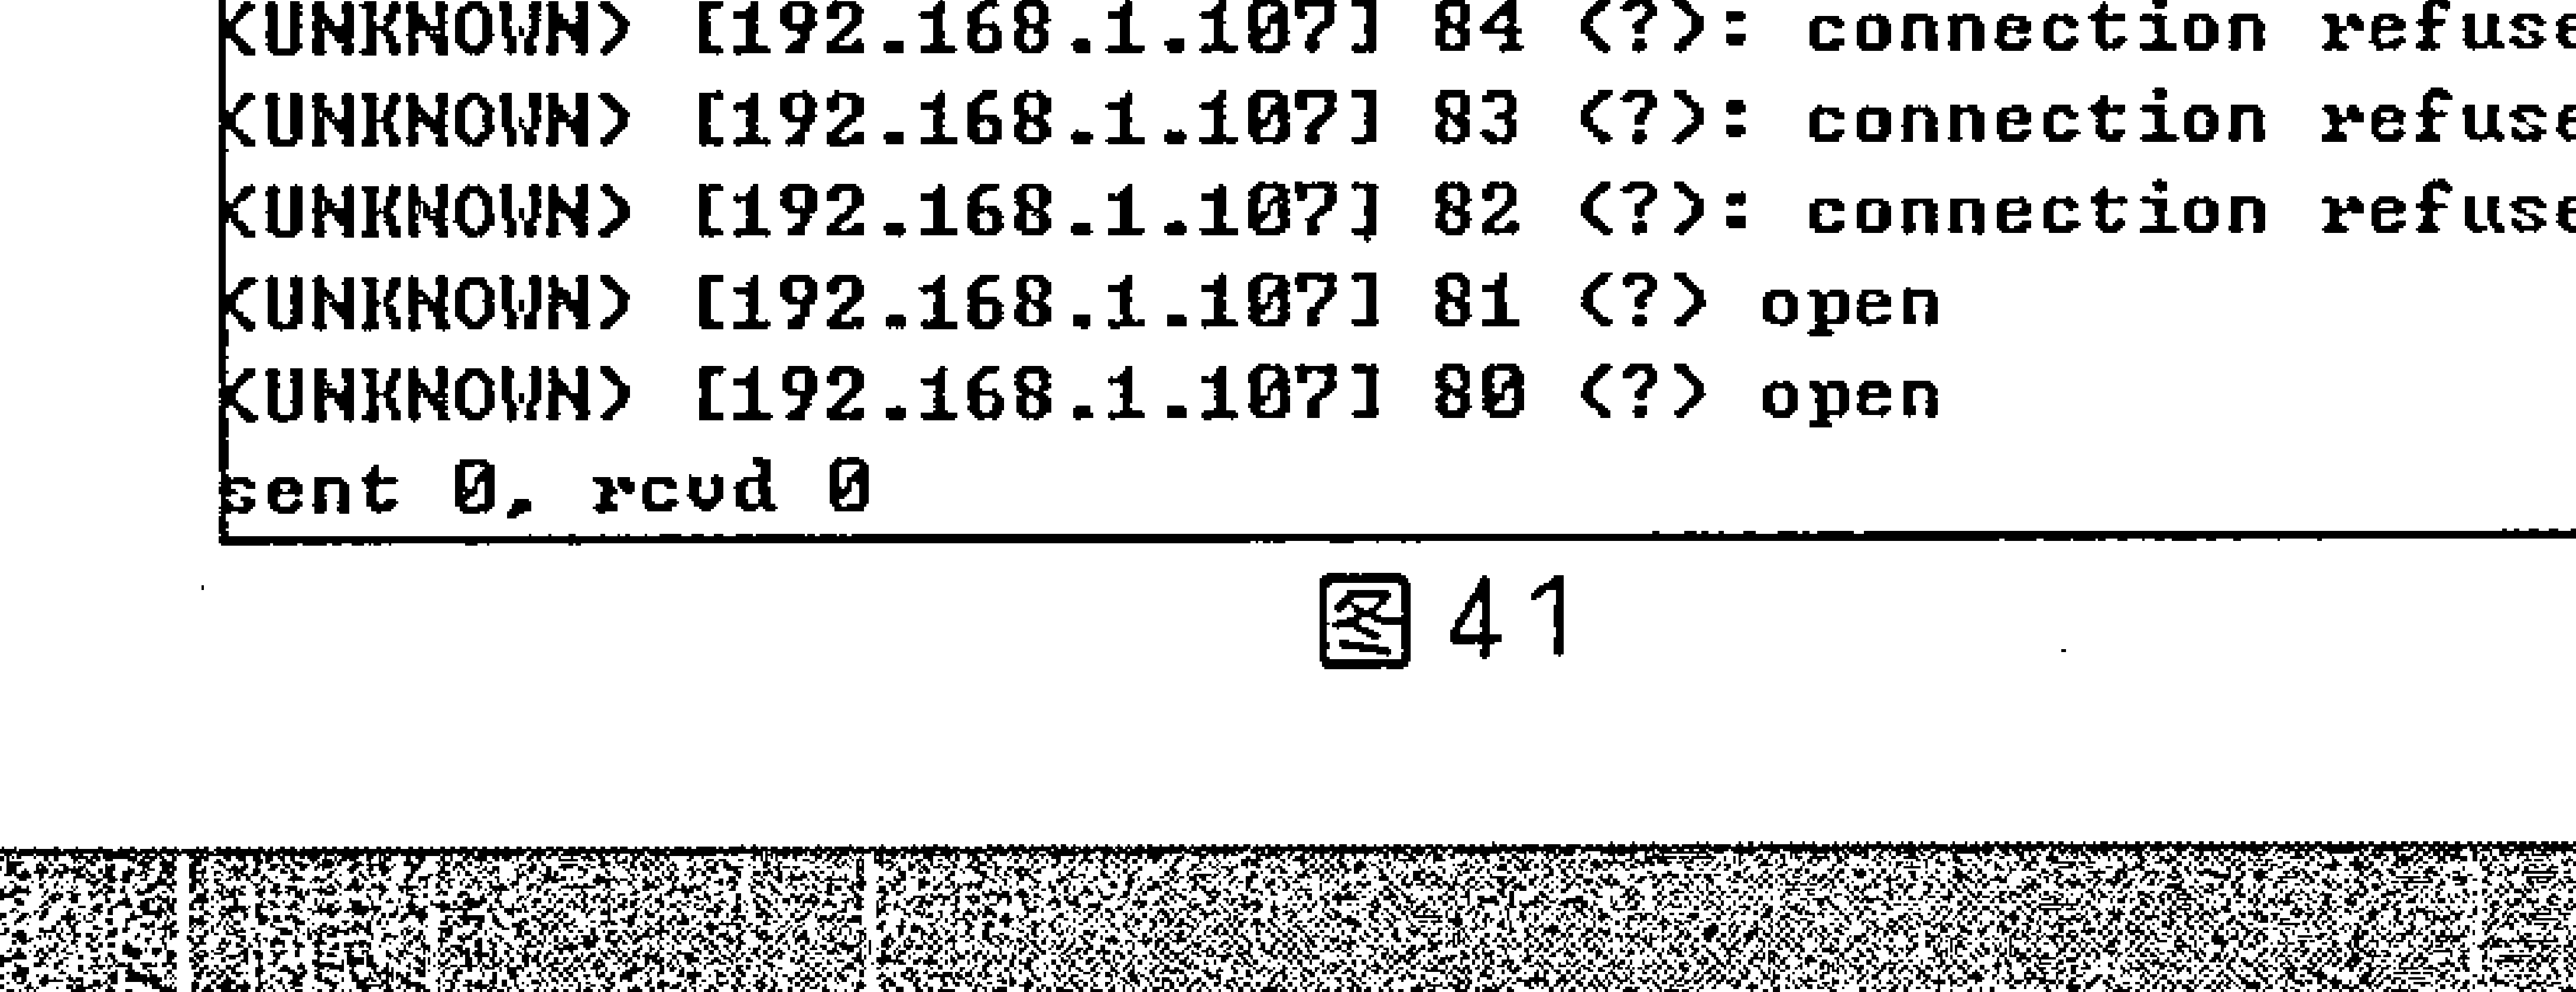 <UNKNOWN> [192.168.1.107] 84 (?): connection refuse
<UNKNOWN> [192.168.1.107] 83 (?): connection refuse
<UNKNOWN> [192.168.1.107] 82 (?): connection refuse
<UNKNOWN> [192.168.1.107] 81 (?) open
<UNKNOWN> [192.168.1.107] 80 (?) open
sent 0, rcvd 0
图 41